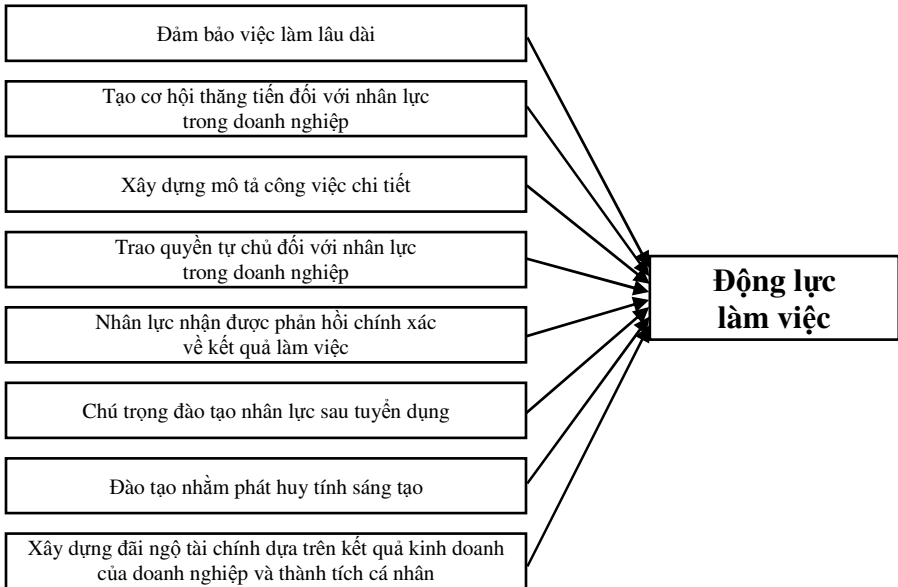 Đảm bảo việc làm lâu dài
Tạo cơ hội thăng tiến đối với nhân lực
trong doanh nghiệp
Xây dựng mô tả công việc chi tiết
Trao quyền tự chủ đối với nhân lực
trong doanh nghiệp
Nhân lực nhận được phản hồi chính xác
về kết quả làm việc
Chú trọng đào tạo nhân lực sau tuyển dụng
Đào tạo nhằm phát huy tính sáng tạo
Xây dựng đãi ngộ tài chính dựa trên kết quả kinh doanh
của doanh nghiệp và thành tích cá nhân
Động lực
làm việc